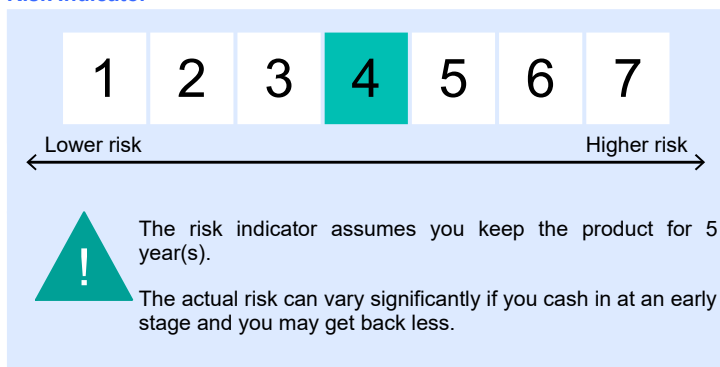 Risk Indicator
1 2 3 4 5 6 7
Lower risk Higher risk
!
The risk indicator assumes you keep the product for 5
year(s).
The actual risk can vary significantly if you cash in at an early
stage and you may get back less.